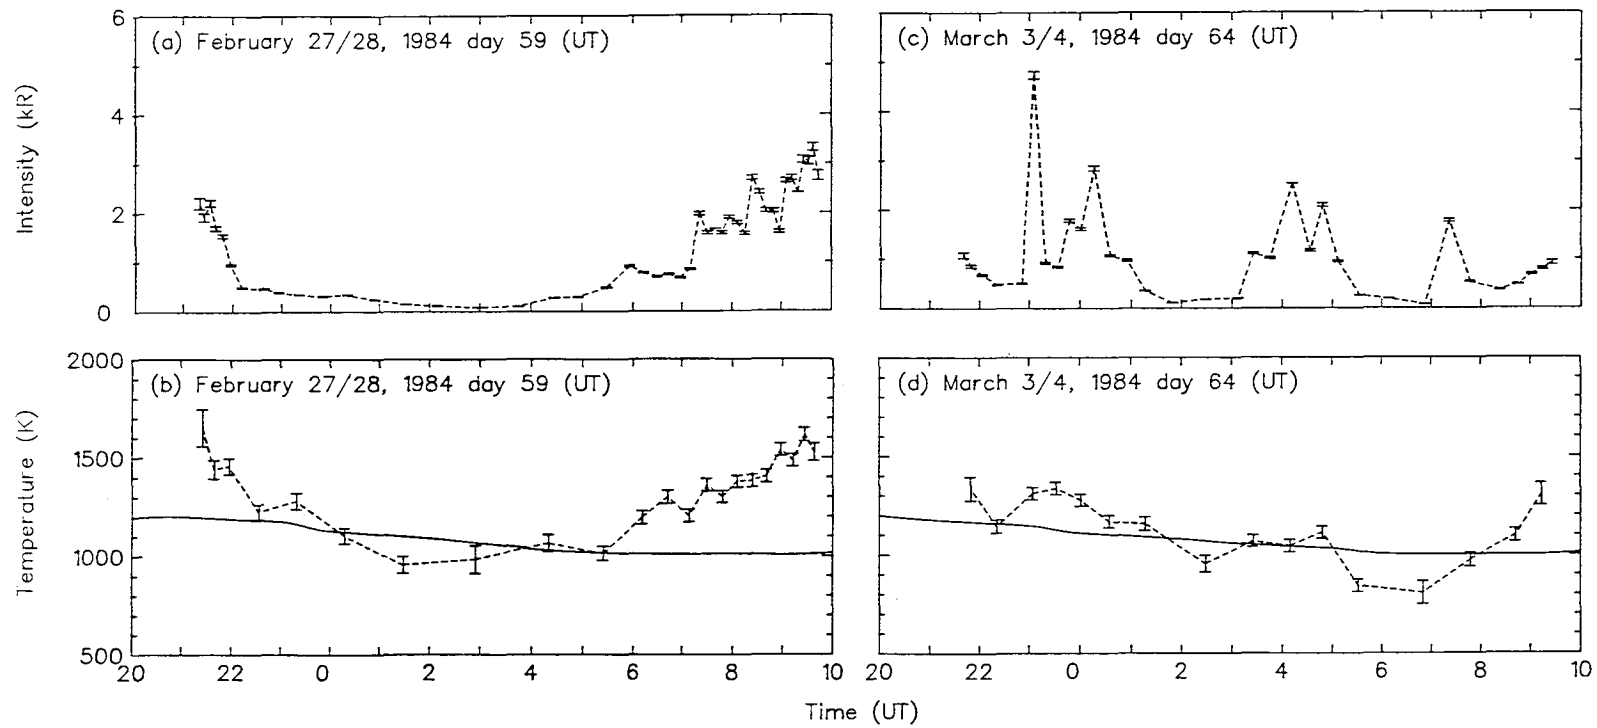 Intensity (kR)
6
4
2
0
(a) February 27/28, 1984 day 59 (UT)
(c) March 3/4, 1984 day 64 (UT)
Temperature (K)
2000
1500
1000
500
(b) February 27/28, 1984 day 59 (UT)
(d) March 3/4, 1984 day 64 (UT)
20 22 0 2 4 6 8 10
20 22 0 2 4 6 8 10
Time (UT)